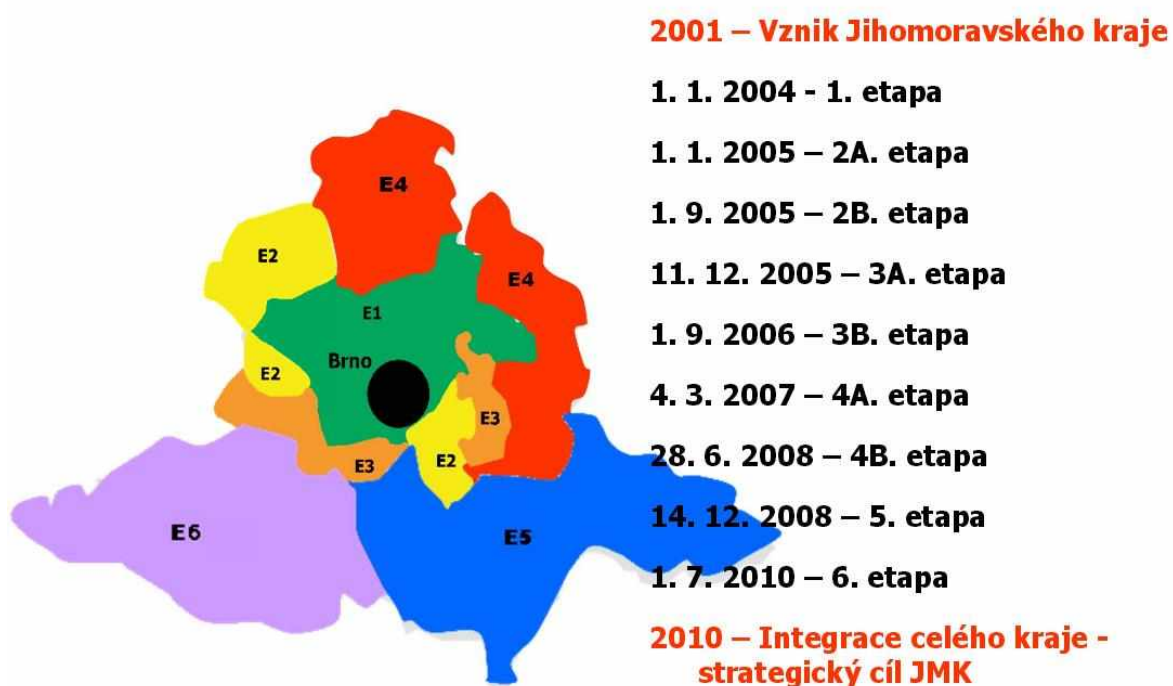 2001 – Vznik Jihomoravského kraje
1. 1. 2004 - 1. etapa
1. 1. 2005 – 2A. etapa
1. 9. 2005 – 2B. etapa
11. 12. 2005 – 3A. etapa
1. 9. 2006 – 3B. etapa
4. 3. 2007 – 4A. etapa
28. 6. 2008 – 4B. etapa
14. 12. 2008 – 5. etapa
1. 7. 2010 – 6. etapa
2010 – Integrace celého kraje -
strategický cíl JMK
E4
E2
E4
E1
Brno
E2
E3
E2
E3
E6
E5